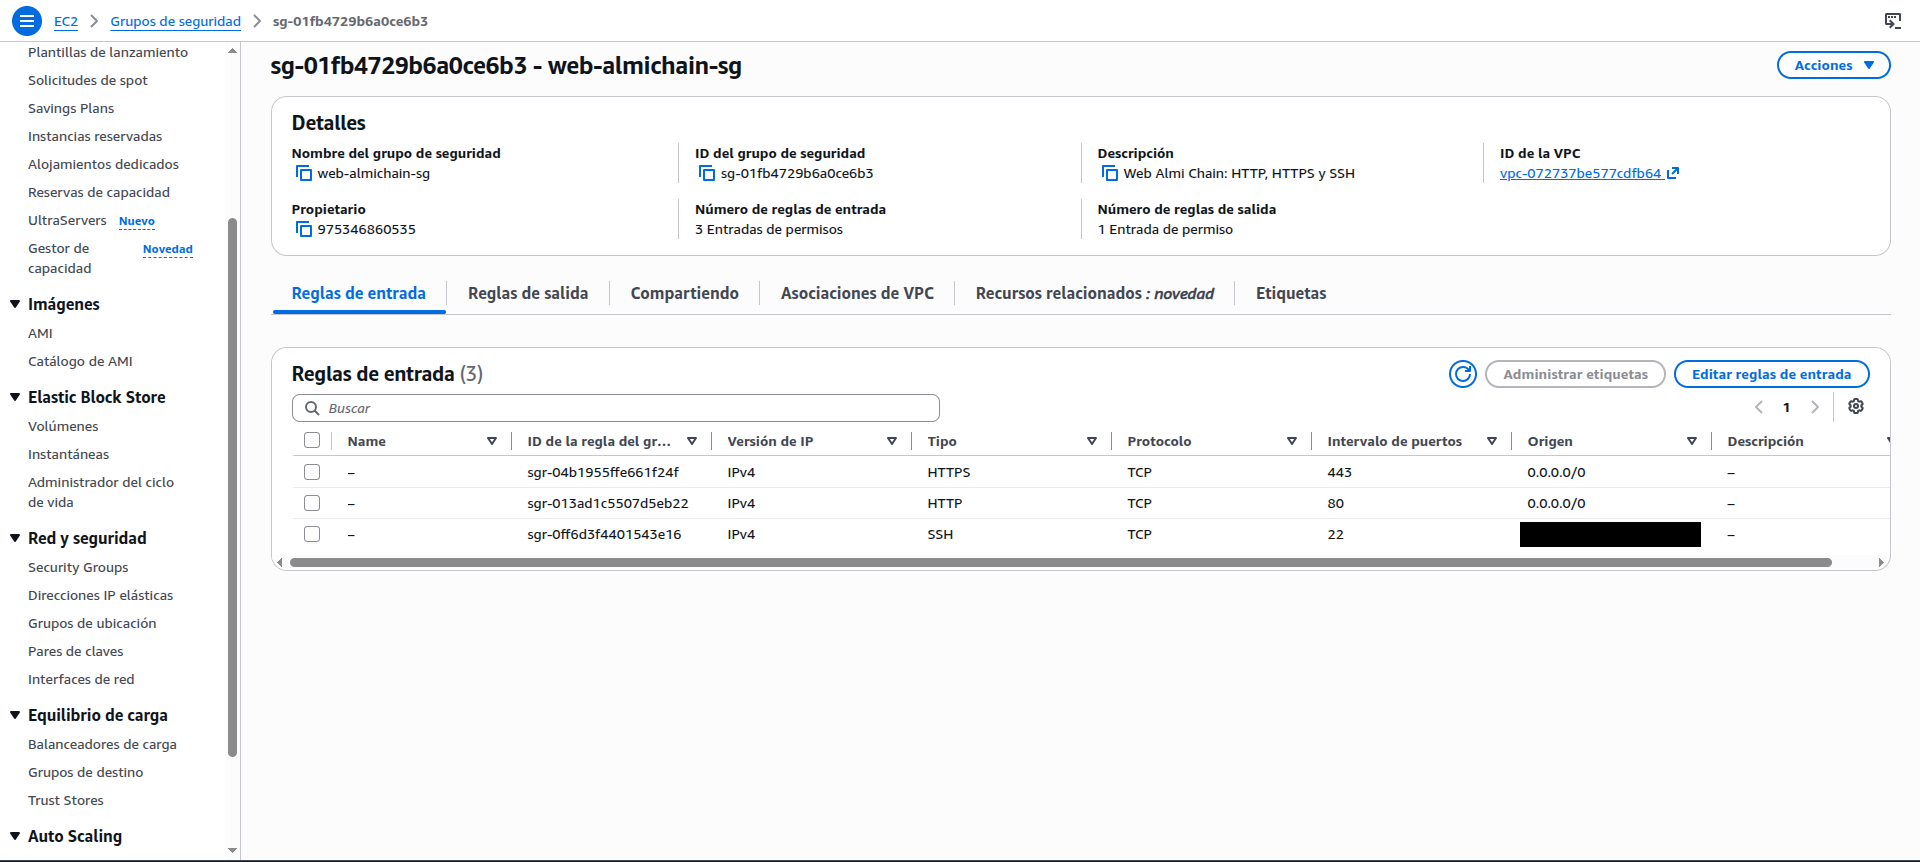 EC2 > Grupos de seguridad > sg-01fb4729b6a0ce6b3
Plantillas de lanzamiento
Solicitudes de spot
Savings Plans
Instancias reservadas
Alojamientos dedicados
Reservas de capacidad
UltraServers Nuevo
Gestor de capacidad Novedad
Imágenes
AMI
Catálogo de AMI
Elastic Block Store
Volúmenes
Instantáneas
Administrador del ciclo
de vida
Red y seguridad
Security Groups
Direcciones IP elásticas
Grupos de ubicación
Pares de claves
Interfaces de red
Equilibrio de carga
Balanceadores de carga
Grupos de destino
Trust Stores
Auto Scaling
sg-01fb4729b6a0ce6b3 - web-almichain-sg
Acciones
Detalles
Nombre del grupo de seguridad
web-almichain-sg
ID del grupo de seguridad
sg-01fb4729b6a0ce6b3
Descripción
Web Almi Chain: HTTP, HTTPS y SSH
ID de la VPC
vpc-072737be577cdfb64
Propietario
975346860535
Número de reglas de entrada
3 Entradas de permisos
Número de reglas de salida
1 Entrada de permiso
Reglas de entrada Reglas de salida Compartiendo Asociaciones de VPC Recursos relacionados : novedad Etiquetas
Reglas de entrada (3)
Administrar etiquetas
Editar reglas de entrada
Buscar
1
Name ID de la regla del gr... Versión de IP Tipo Protocolo Intervalo de puertos Origen Descripción
– sgr-04b1955ffe661f24f IPv4 HTTPS TCP 443 0.0.0.0/0 –
– sgr-013ad1c5507d5eb22 IPv4 HTTP TCP 80 0.0.0.0/0 –
– sgr-0ff6d3f4401543e16 IPv4 SSH TCP 22 –